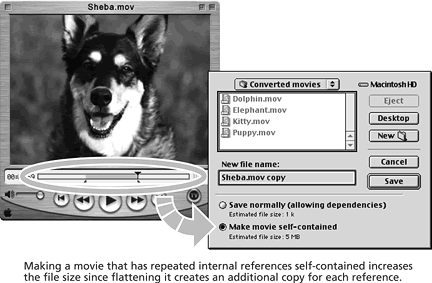 Sheba.mov
Converted movies
Macintosh HD
Dolphin.mov
Elephant.mov
Kitty.mov
Puppy.mov
Eject
Desktop
New
New file name:
Sheba.mov copy
Cancel
Save
Save normally (allowing dependencies)
Estimated file size: 1 k
Make movie self-contained
Estimated file size: 5 MB
Making a movie that has repeated internal references self-contained increases
the file size since flattening it creates an additional copy for each reference.